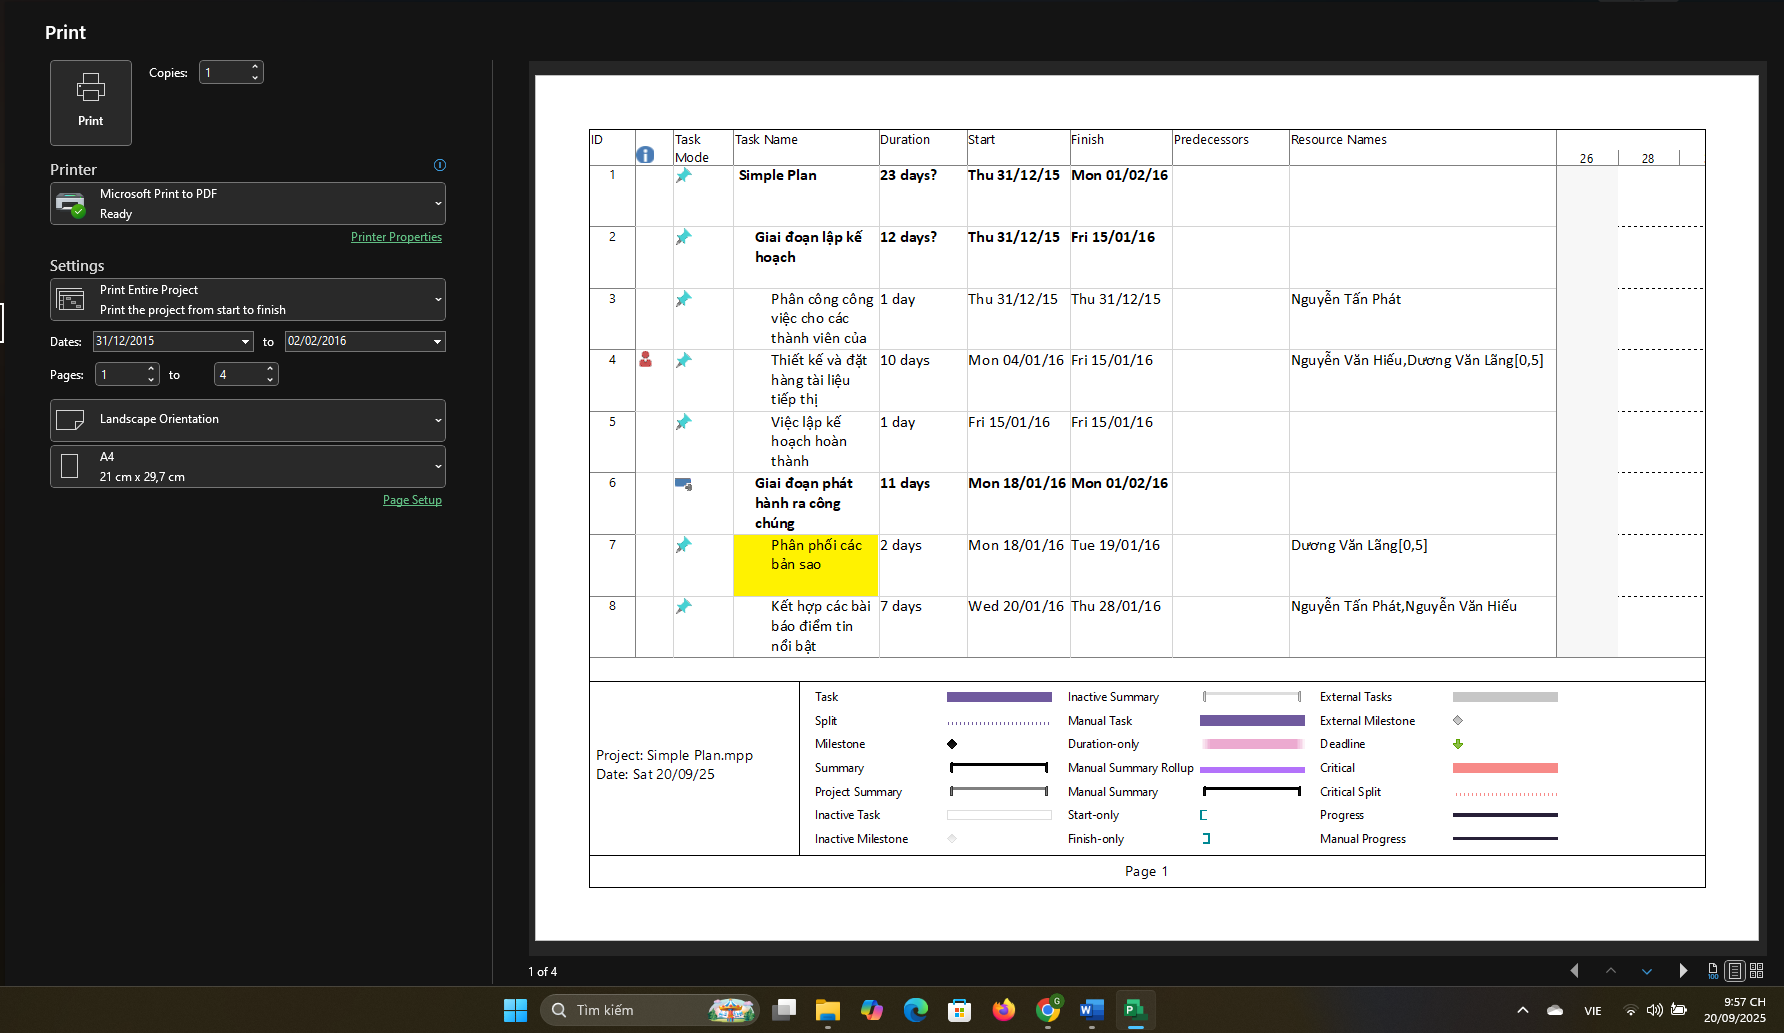 Print
Print
Copies:
1
Printer
Microsoft Print to PDF
Ready
Printer Properties
Settings
Print Entire Project
Print the project from start to finish
Dates:
31/12/2015
to
02/02/2016
Pages:
1
to
4
Landscape Orientation
A4
21 cm x 29,7 cm
Page Setup
ID
Task
Mode
Task Name
Duration
Start
Finish
Predecessors
Resource Names
26
28
1
Simple Plan
23 days?
Thu 31/12/15
Mon 01/02/16
2
Giai đoạn lập kế
hoạch
12 days?
Thu 31/12/15
Fri 15/01/16
3
Phân công công
việc cho các
thành viên của
1 day
Thu 31/12/15
Thu 31/12/15
Nguyễn Tấn Phát
4
Thiết kế và đặt
hàng tài liệu
tiếp thị
10 days
Mon 04/01/16
Fri 15/01/16
Nguyễn Văn Hiếu,Dương Văn Lãng[0,5]
5
Việc lập kế
hoạch hoàn
thành
1 day
Fri 15/01/16
Fri 15/01/16
6
Giai đoạn phát
hành ra công
chúng
11 days
Mon 18/01/16
Mon 01/02/16
7
Phân phối các
bản sao
2 days
Mon 18/01/16
Tue 19/01/16
Dương Văn Lãng[0,5]
8
Kết hợp các bài
báo điểm tin
nổi bật
7 days
Wed 20/01/16
Thu 28/01/16
Nguyễn Tấn Phát,Nguyễn Văn Hiếu
Project: Simple Plan.mpp
Date: Sat 20/09/25
Task
Split
Milestone
Summary
Project Summary
Inactive Task
Inactive Milestone
Inactive Summary
Manual Task
Duration-only
Manual Summary Rollup
Manual Summary
Start-only
Finish-only
External Tasks
External Milestone
Deadline
Critical
Critical Split
Progress
Manual Progress
Page 1
1 of 4
100
Tìm kiếm
VIE
9:57 CH
20/09/2025